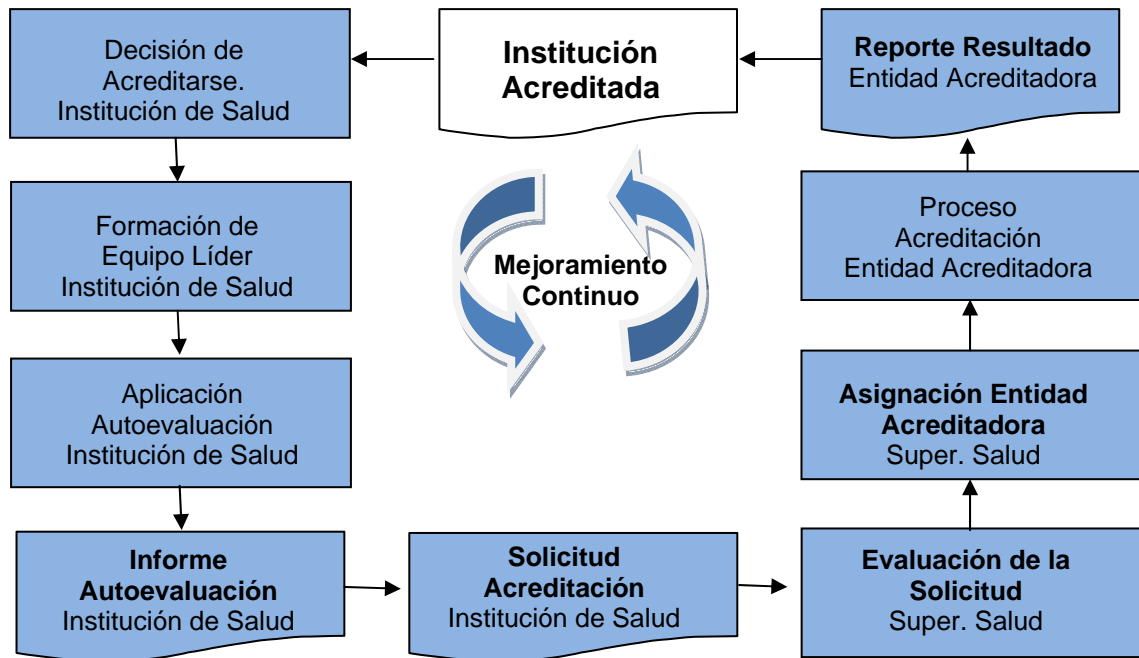 Decisión de
Acreditarse.
Institución de Salud
Institución
Acreditada
Reporte Resultado
Entidad Acreditadora
Formación de
Equipo Líder
Institución de Salud
Mejoramiento
Continuo
Proceso
Acreditación
Entidad Acreditadora
Aplicación
Autoevaluación
Institución de Salud
Asignación Entidad
Acreditadora
Super. Salud
Informe
Autoevaluación
Institución de Salud
Solicitud
Acreditación
Institución de Salud
Evaluación de la
Solicitud
Super. Salud